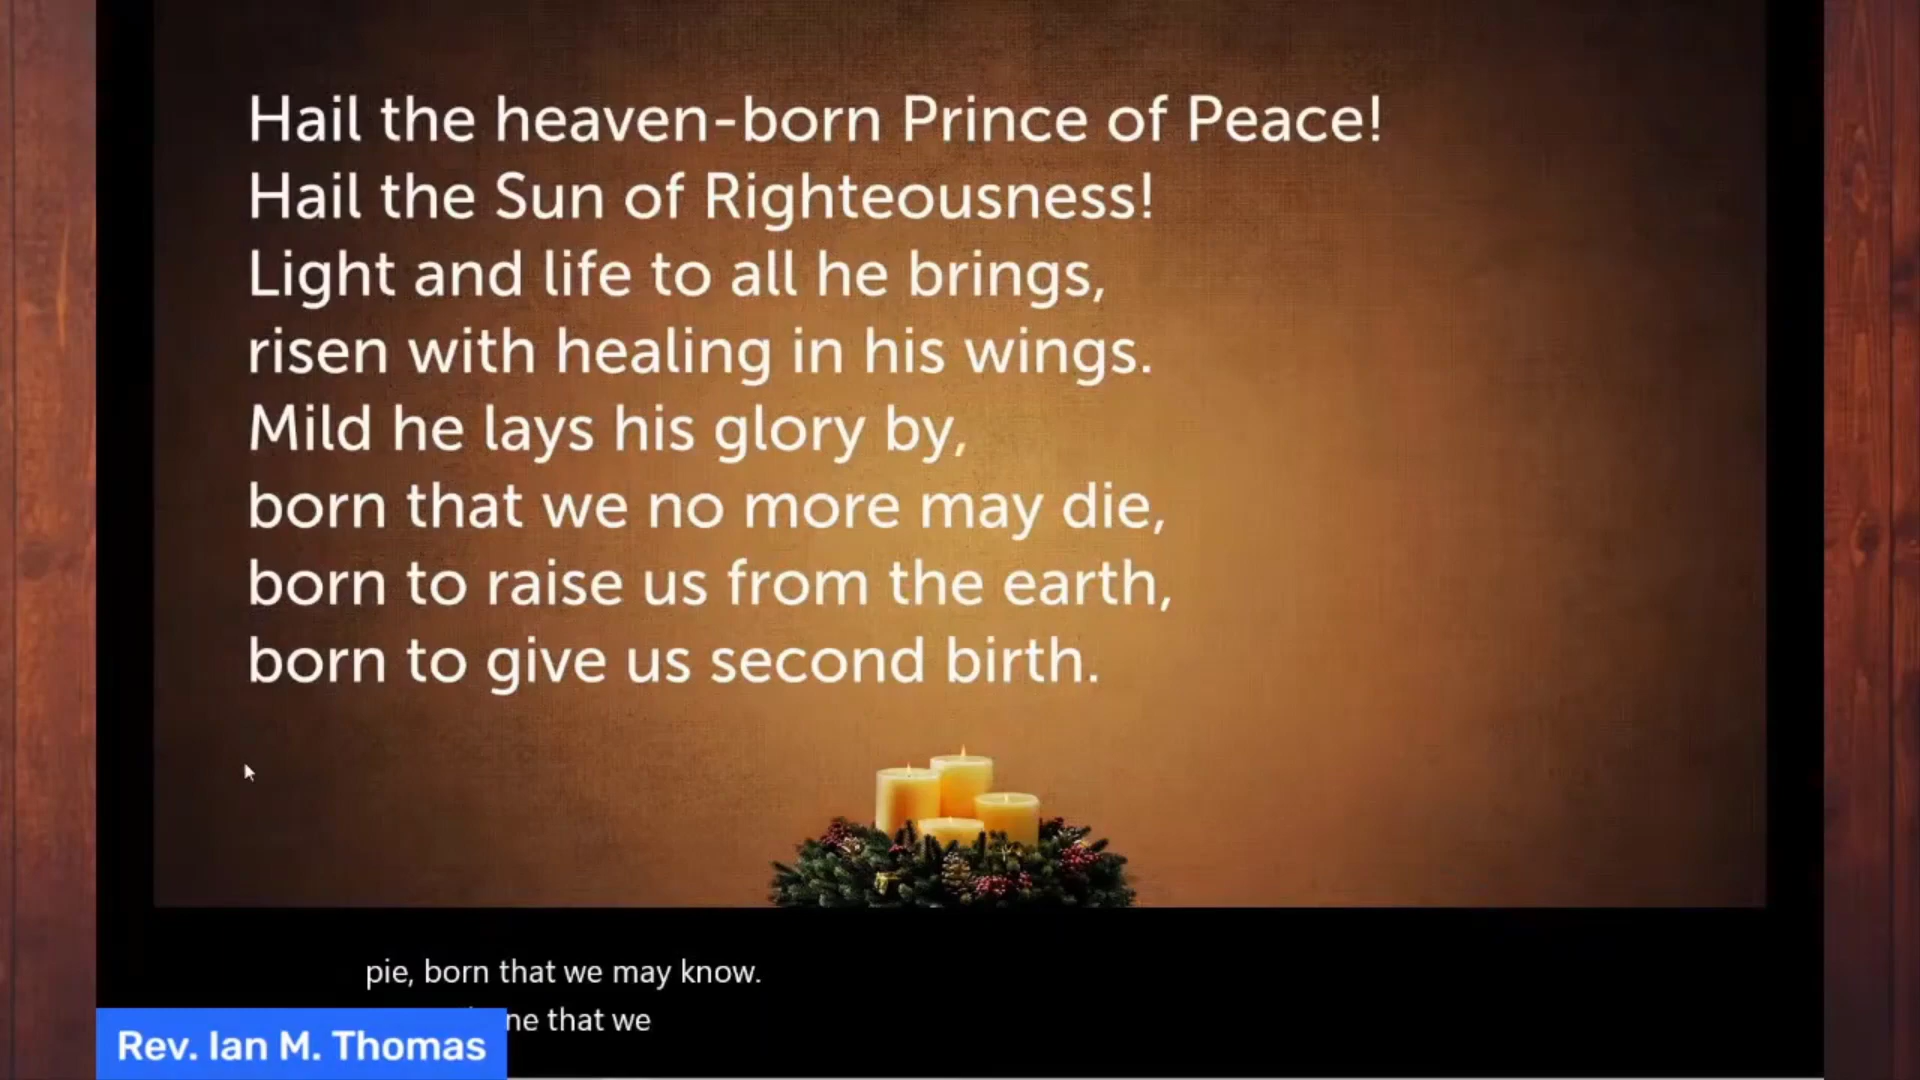 Hail the heaven-born Prince of Peace!
Hail the Sun of Righteousness!
Light and life to all he brings,
risen with healing in his wings.
Mild he lays his glory by,
born that we no more may die,
born to raise us from the earth,
born to give us second birth.
pie, born that we may know.
that we
Rev. Ian M. Thomas